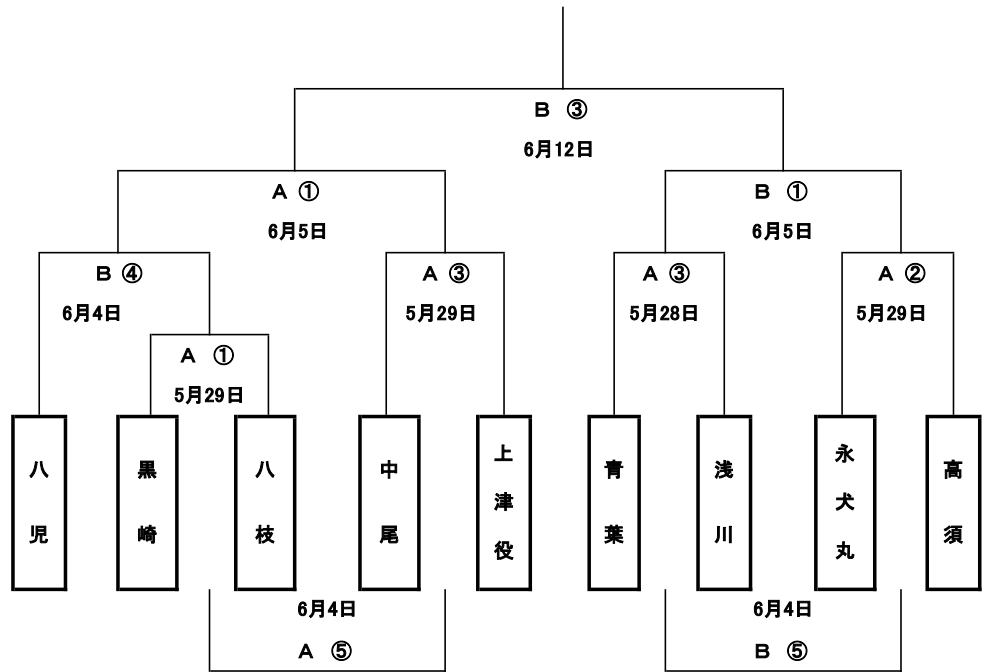 B ③
6月12日
A ①
B ①
6月5日
6月5日
B ④
A ③
A ③
A ②
6月4日
5月29日
5月28日
5月29日
A ①
5月29日
八児
黒崎
八枝
中尾
上津役
青葉
浅川
永犬丸
高須
6月4日
6月4日
A ⑤
B ⑤